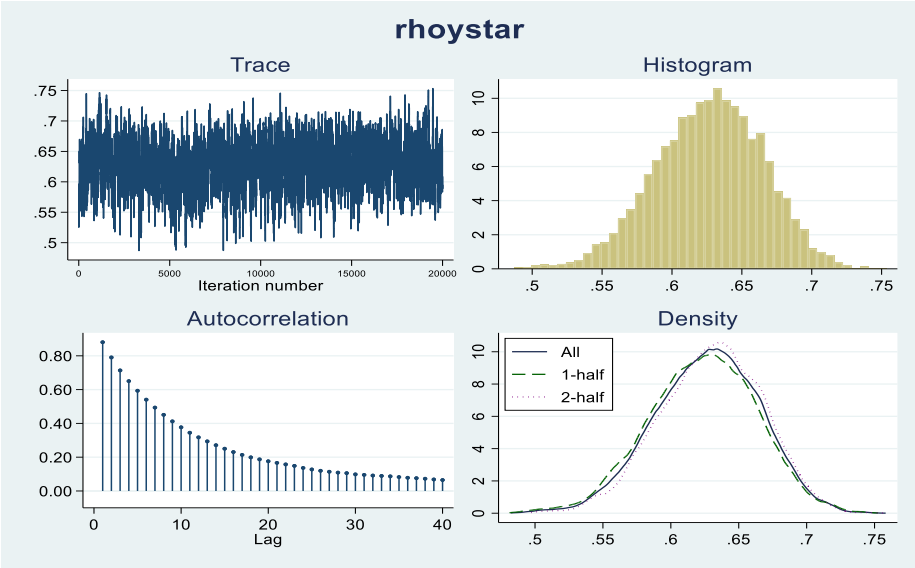 rhoystar
Trace
.75
.7
.65
.6
.55
.5
0 5000 10000 15000 20000
Iteration number
Histogram
10
8
6
4
2
0
.5 .55 .6 .65 .7 .75
Autocorrelation
0.80
0.60
0.40
0.20
0.00
0 10 20 30 40
Lag
Density
All
1-half
2-half
10
8
6
4
2
0
.5 .55 .6 .65 .7 .75